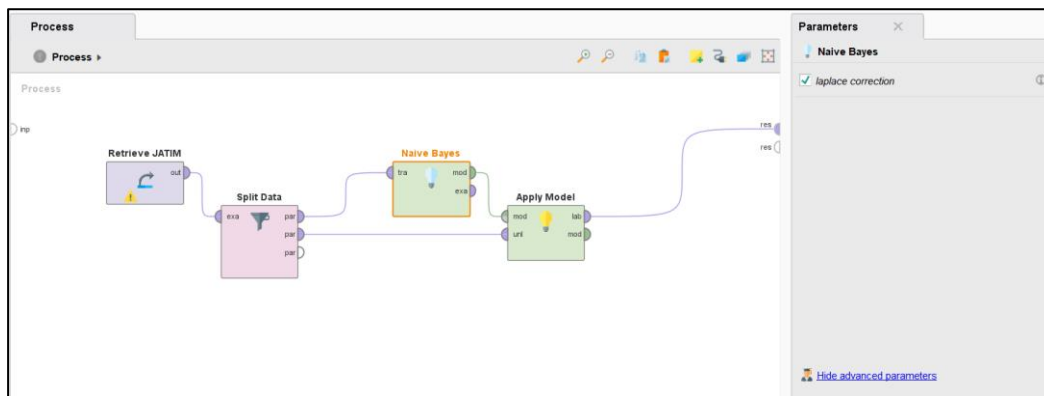 Process
Process
Process
inp
Retrieve JATIM
out
Split Data
exa
par
par
par
Naive Bayes
tra
mod
exa
Apply Model
mod
unl
lab
mod
res
res
Parameters
Naive Bayes
laplace correction
Hide advanced parameters